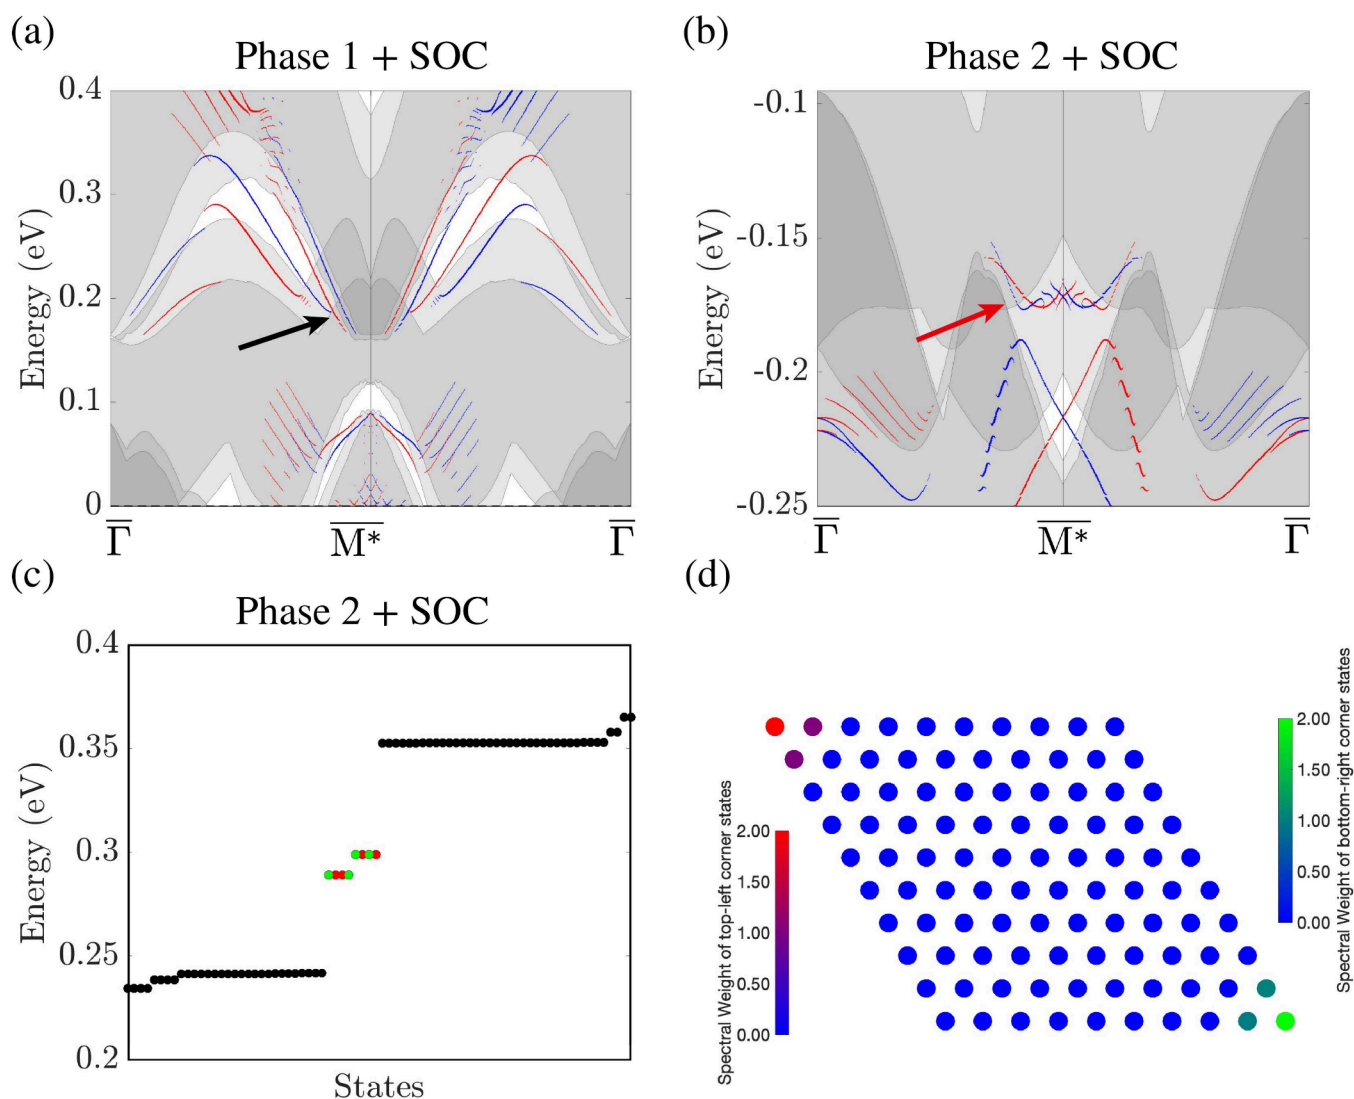 (a)
Phase 1 + SOC
0.4
0.3
0.2
0.1
0
Energy (eV)
Γ̅
M*̅
Γ̅
(b)
Phase 2 + SOC
-0.1
-0.15
-0.2
-0.25
Energy (eV)
Γ̅
M*̅
Γ̅
(c)
Phase 2 + SOC
0.4
0.35
0.3
0.25
0.2
Energy (eV)
States
(d)
Spectral Weight of top-left corner states
2.00
1.50
1.00
0.50
0.00
2.00
1.50
1.00
0.50
0.00
Spectral Weight of bottom-right corner states